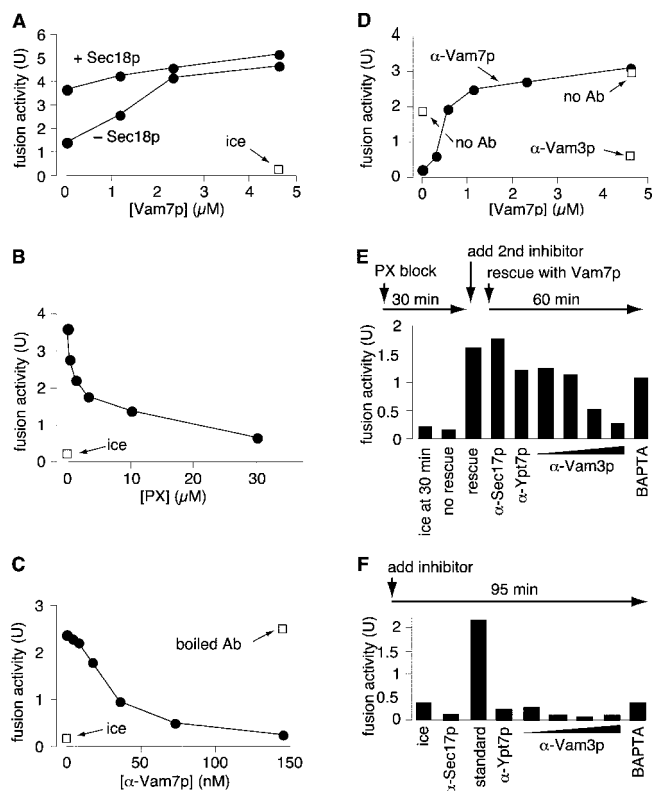 A
fusion activity (U)
6
5
4
3
2
1
0
+ Sec18p
– Sec18p
ice
0 1 2 3 4 5
[Vam7p] (µM)
B
fusion activity (U)
4
3
2
1
0
ice
0 10 20 30
[PX] (µM)
C
fusion activity (U)
3
2
1
0
boiled Ab
ice
0 50 100 150
[α-Vam7p] (nM)
D
fusion activity (U)
4
3
2
1
0
α-Vam7p
no Ab
no Ab
α-Vam3p
0 1 2 3 4 5
[Vam7p] (µM)
E
add 2nd inhibitor
PX block
rescue with Vam7p
30 min
60 min
fusion activity (U)
2
1.5
1
0.5
0
ice at 30 min
no rescue
rescue
α-Sec17p
α-Ypt7p
α-Vam3p
BAPTA
F
add inhibitor
95 min
fusion activity (U)
2
1.5
1
0.5
0
ice
α-Sec17p
standard
α-Ypt7p
α-Vam3p
BAPTA